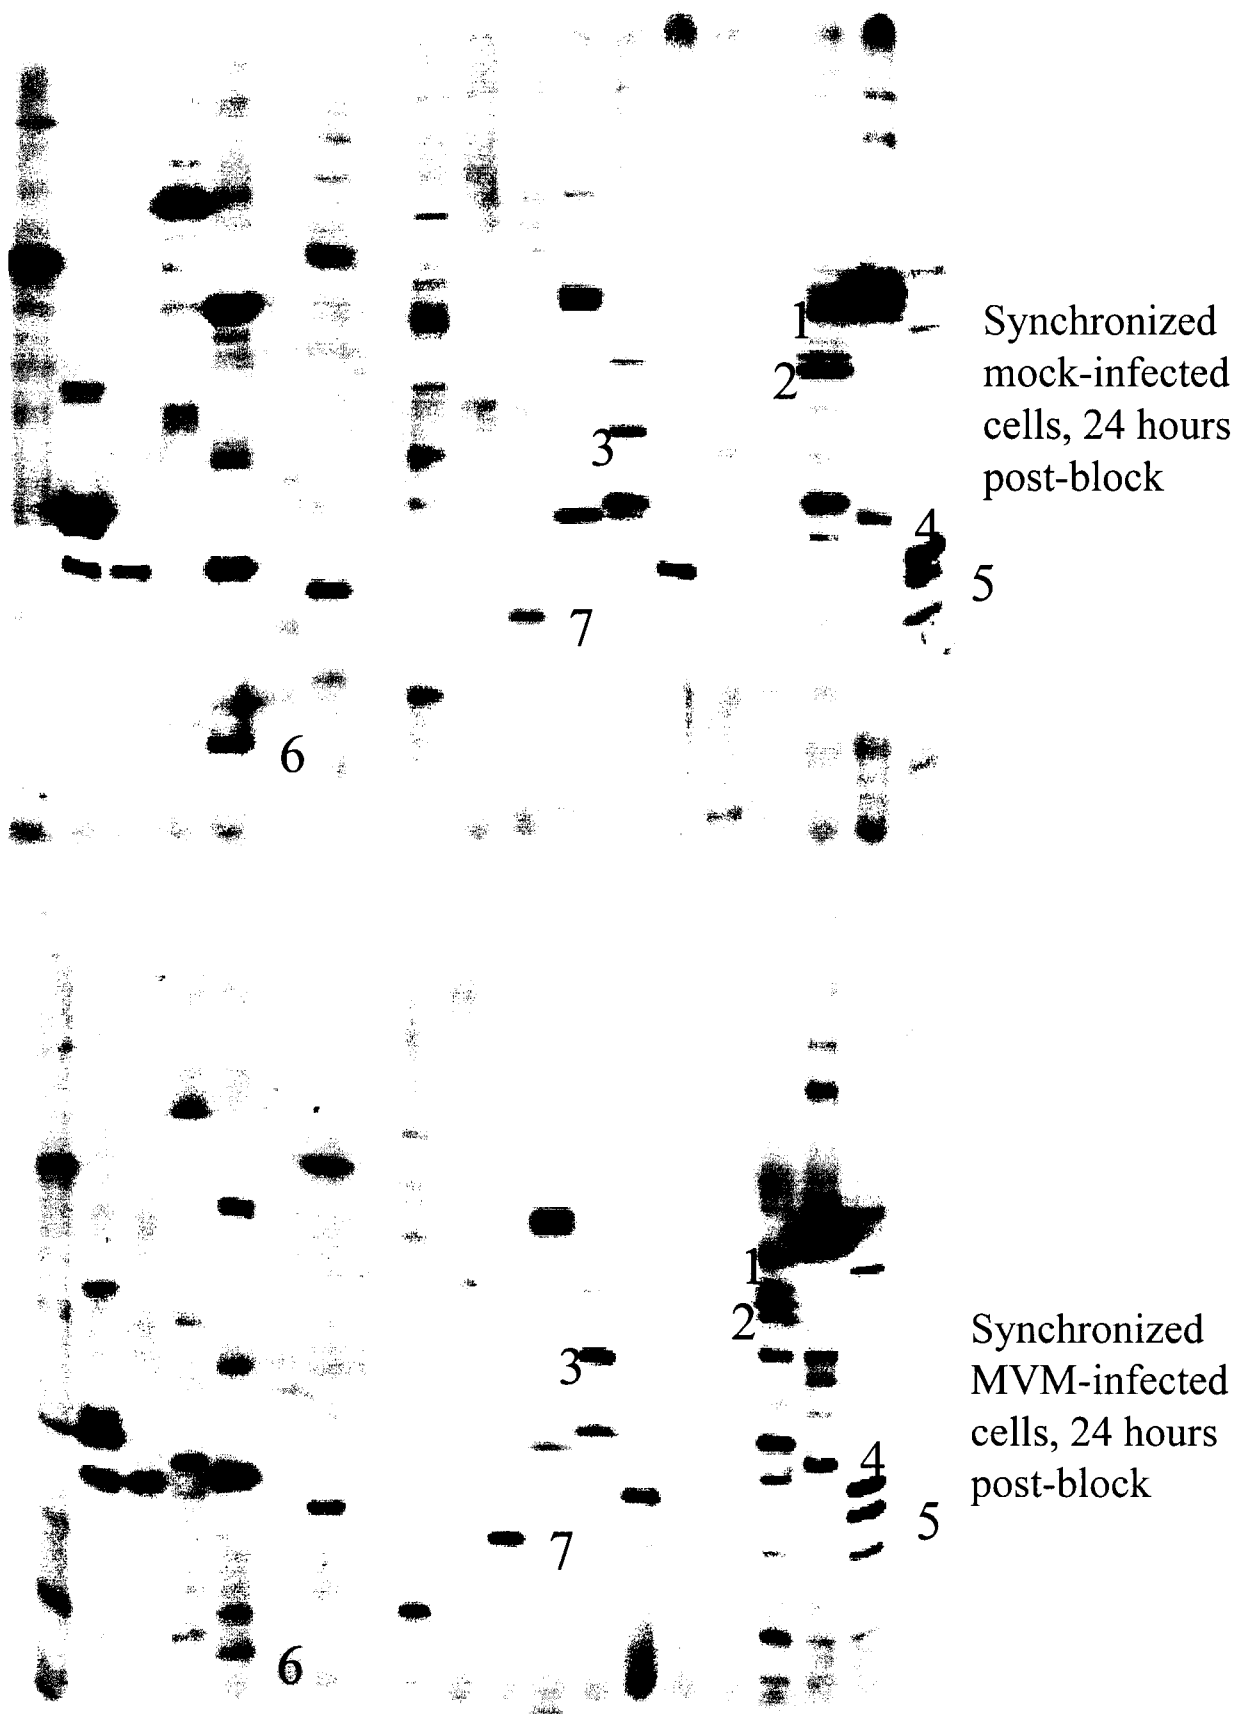 1
Synchronized
mock-infected
cells, 24 hours
post-block
2
3
4
5
7
6
1
2
Synchronized
MVM-infected
cells, 24 hours
post-block
3
4
5
7
6